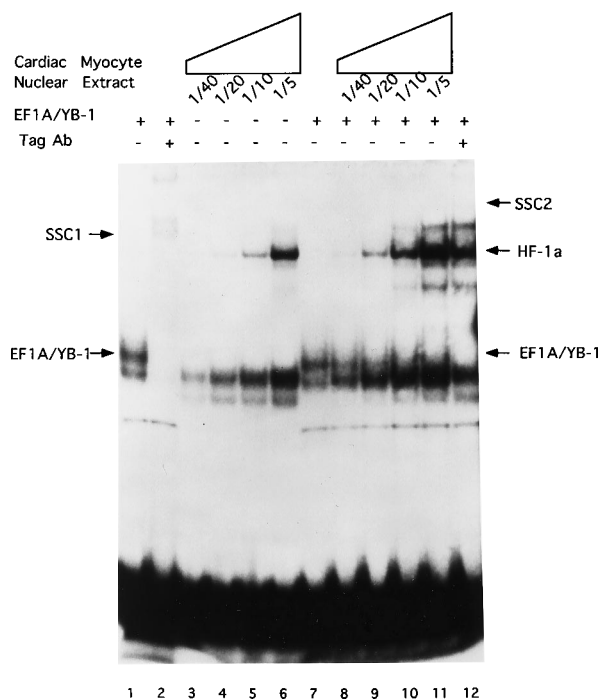 Cardiac Myocyte
Nuclear Extract
1/40 1/20 1/10 1/5 1/40 1/20 1/10 1/5
EF1A/YB-1 + + - - - - + + + + + +
Tag Ab - + - - - - - - - - - +
SSC2
SSC1
HF-1a
EF1A/YB-1
EF1A/YB-1
1 2 3 4 5 6 7 8 9 10 11 12